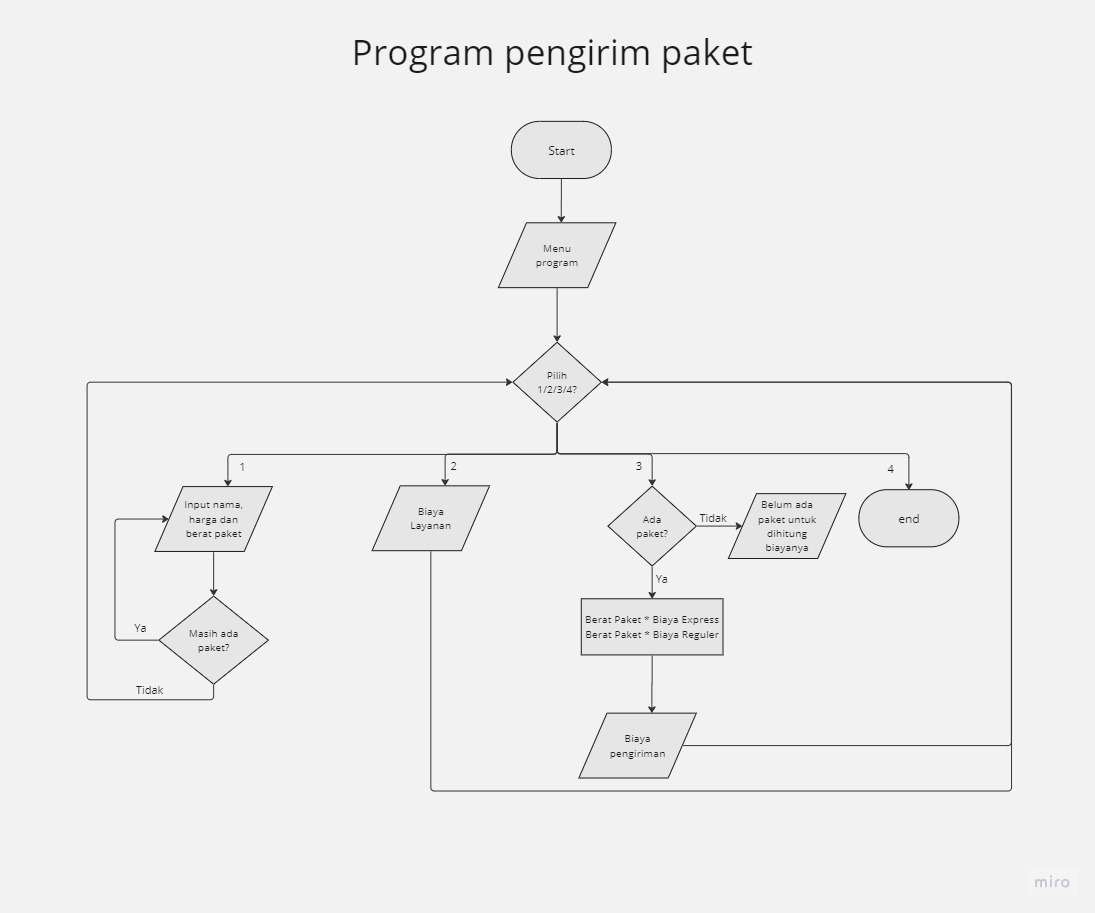 Program pengirim paket
Start
Menu
program
Pilih
1/2/3/4?
1
2
3
4
Input nama,
harga dan
berat paket
Biaya
Layanan
Ada
paket?
Tidak
Belum ada
paket untuk
dihitung
biayanya
end
Ya
Berat Paket * Biaya Express
Berat Paket * Biaya Reguler
Ya
Masih ada
paket?
Tidak
Biaya
pengiriman
miro